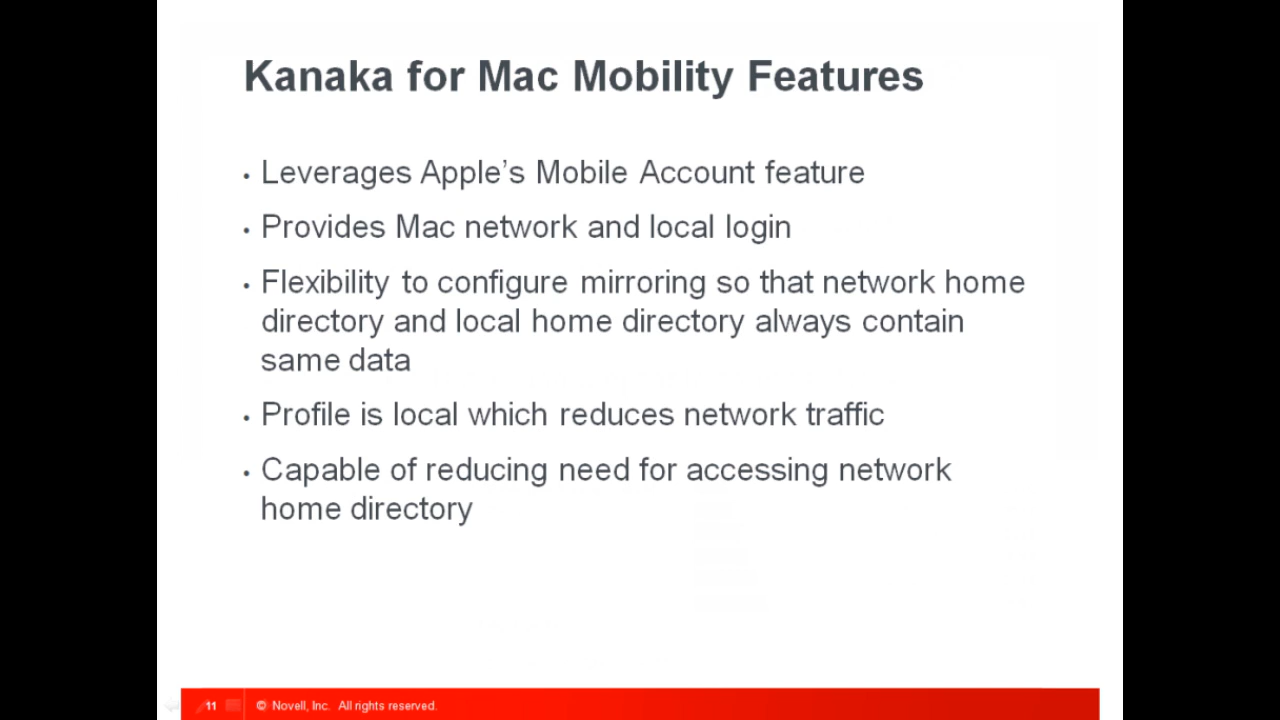 Kanaka for Mac Mobility Features
• Leverages Apple’s Mobile Account feature
• Provides Mac network and local login
• Flexibility to configure mirroring so that network home
directory and local home directory always contain
same data
• Profile is local which reduces network traffic
• Capable of reducing need for accessing network
home directory
11 © Novell, Inc. All rights reserved.